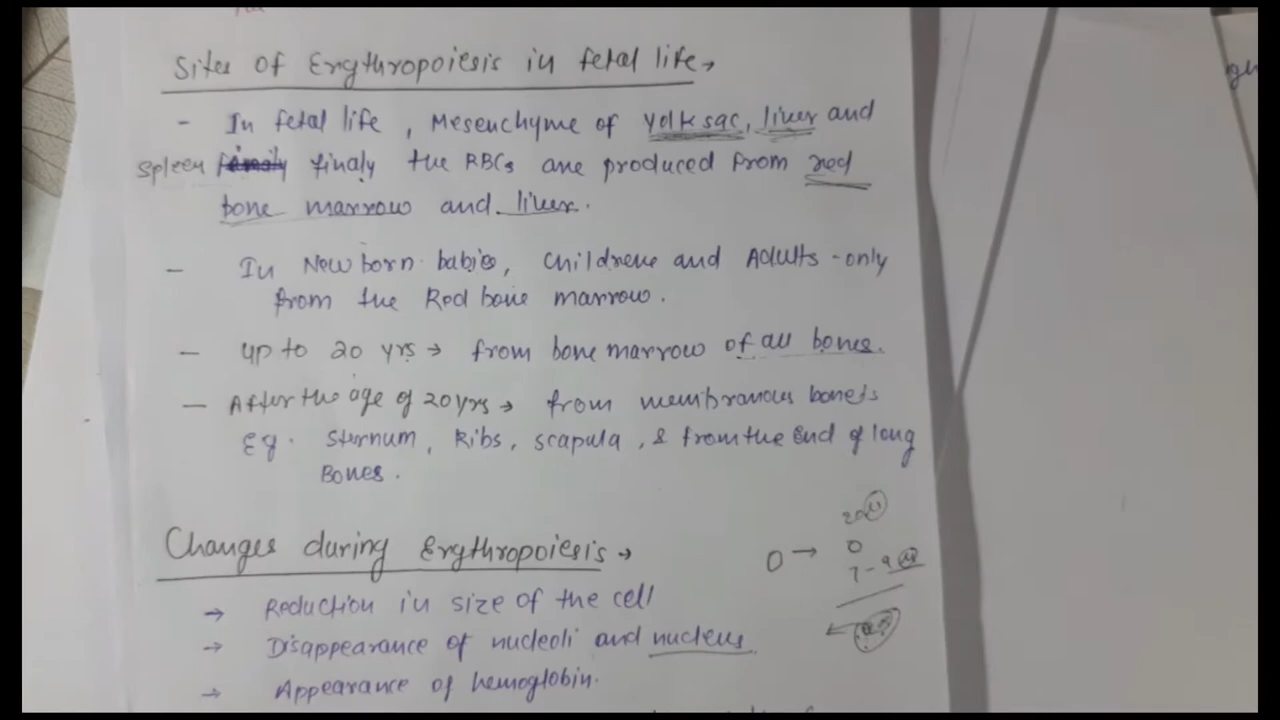 Sites of Erythropoiesis in fetal life →
- In fetal life, Mesenchyme of yolk sac, liver and
spleen finaly the RBCs are produced from red
bone marrow and liver.
- In New born babies, childrene and Adults - only
from the Red bone marrow.
- up to 20 yrs → from bone marrow of all bones.
- After the age of 20 yrs → from membranous bones
Eg. Sternum, Ribs, scapula, & from the End of long
Bones.
Changes during Erythropoiesis →
→ Reduction in size of the cell
→ Disappearance of nucleoli and nucleus
→ Appearance of hemoglobin.